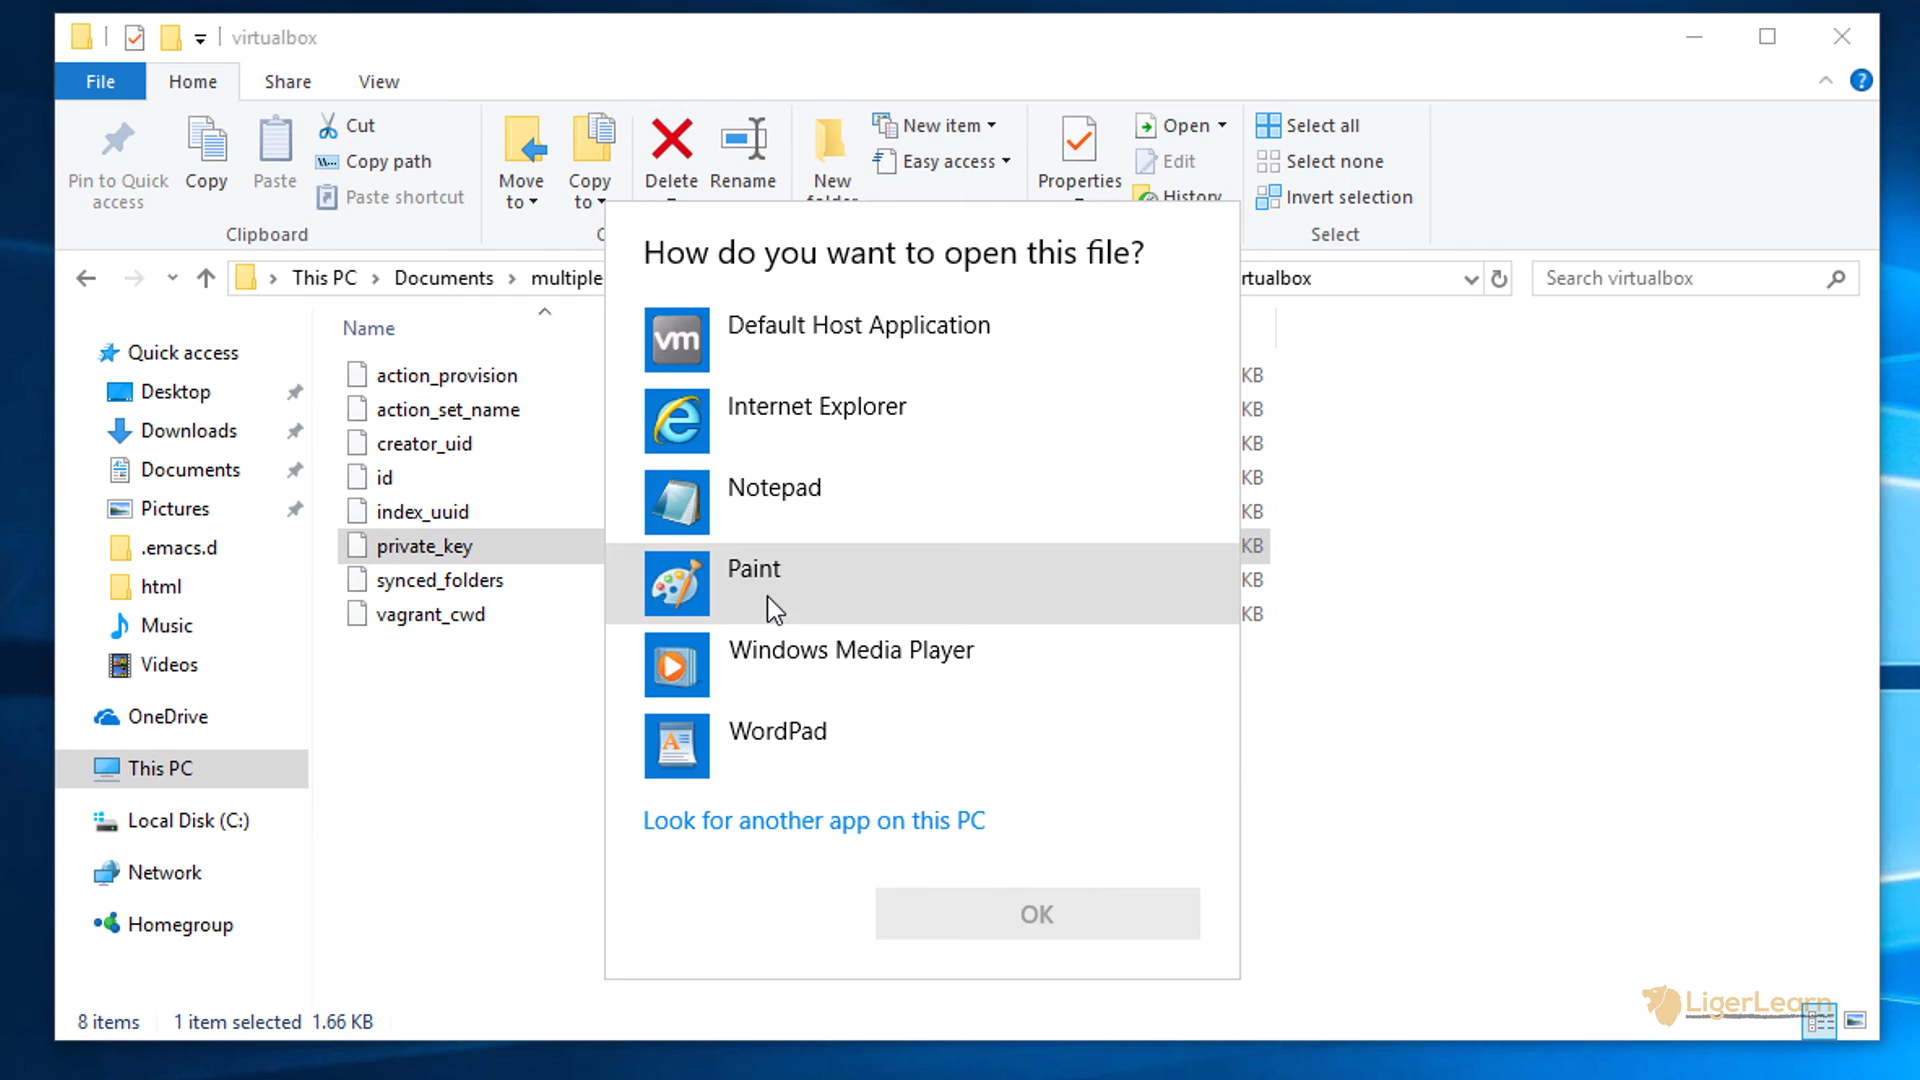 virtualbox
File
Home
Share
View
Pin to Quick
access
Copy
Paste
Cut
Copy path
Paste shortcut
Clipboard
Move
to
Copy
to
Delete
Rename
New
folder
New item
Easy access
Properties
Open
Edit
History
Select all
Select none
Invert selection
Select
This PC
Documents
multiple
rtualbox
Search virtualbox
Quick access
Desktop
Downloads
Documents
Pictures
.emacs.d
html
Music
Videos
OneDrive
This PC
Local Disk (C:)
Network
Homegroup
Name
action_provision
KB
action_set_name
KB
creator_uid
KB
id
KB
index_uuid
KB
private_key
KB
synced_folders
KB
vagrant_cwd
KB
How do you want to open this file?
vm
Default Host Application
Internet Explorer
Notepad
Paint
Windows Media Player
WordPad
Look for another app on this PC
OK
8 items
1 item selected 1.66 KB
LigerLearn